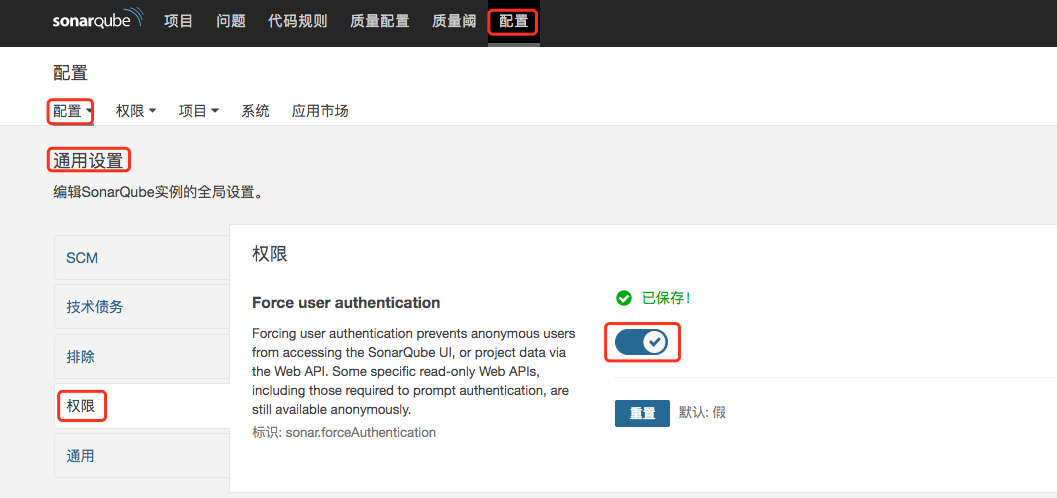 sonarqube 项目 问题 代码规则 质量配置 质量阈 配置
配置
配置 权限 项目 系统 应用市场
通用设置
编辑SonarQube实例的全局设置。
SCM
技术债务
排除
权限
通用
权限
Force user authentication
Forcing user authentication prevents anonymous users
from accessing the SonarQube UI, or project data via
the Web API. Some specific read-only Web APIs,
including those required to prompt authentication, are
still available anonymously.
标识: sonar.forceAuthentication
已保存!
重置 默认: 假